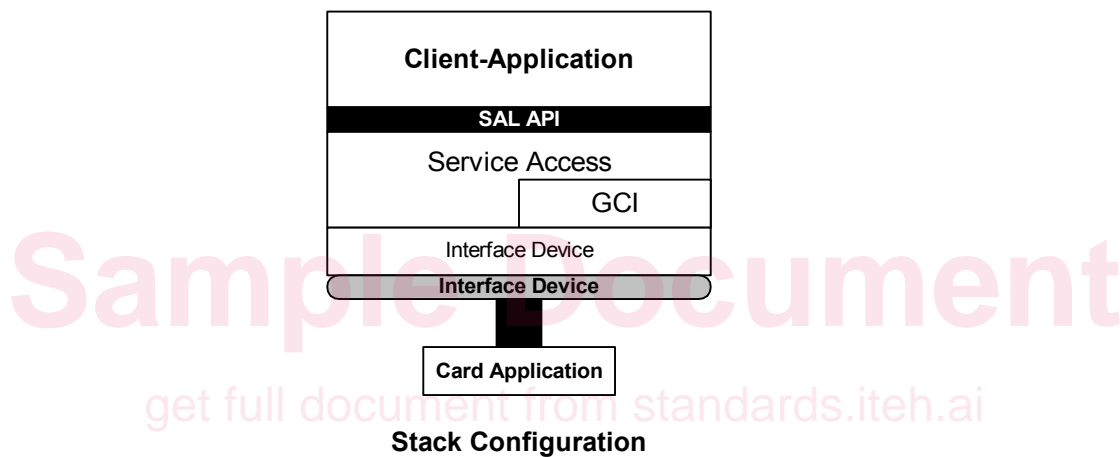 Client-Application
SAL API
Service Access
GCI
Interface Device
Interface Device
Sample Document
Card Application
get full document from standards.iteh.ai
Stack Configuration